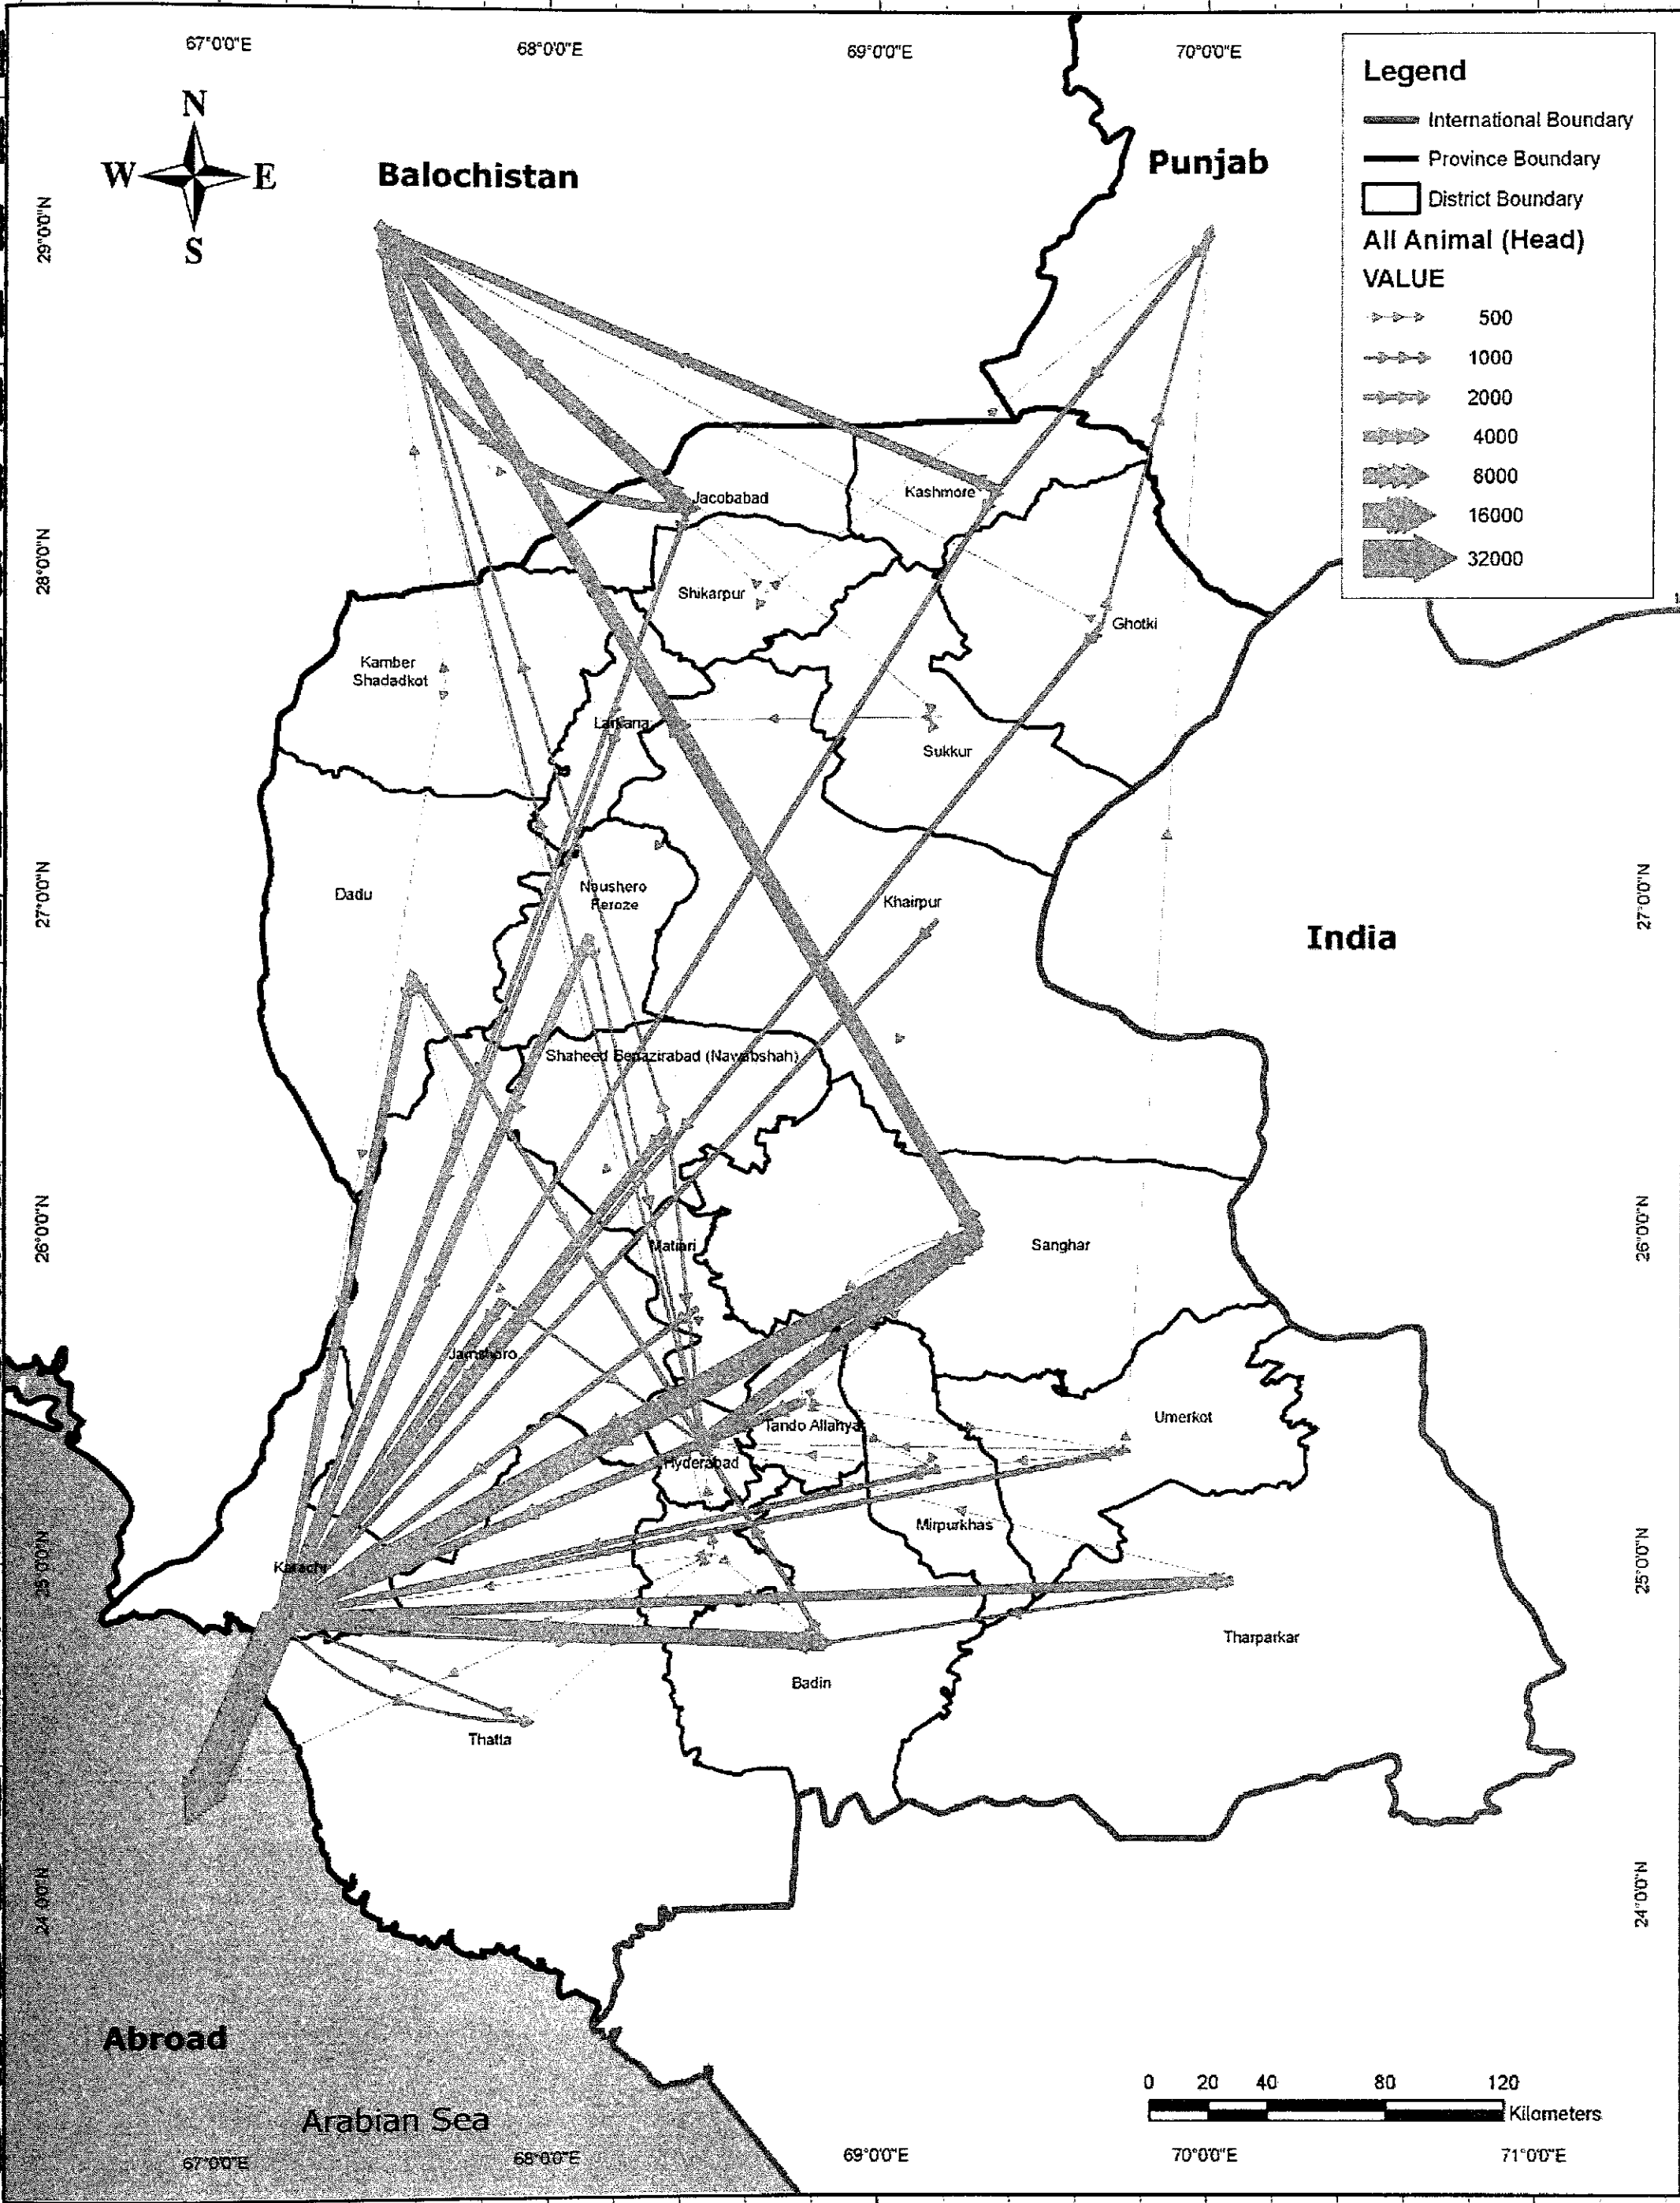 67°0'0"E
68°0'0"E
69°0'0"E
70°0'0"E
Legend
International Boundary
Province Boundary
District Boundary
All Animal (Head)
VALUE
500
1000
2000
4000
8000
16000
32000
N
W
E
S
Balochistan
Punjab
29°0'0"N
28°0'0"N
Jacobabad
Kashmore
Shikarpur
Ghotki
Kamber
Shadadkot
Larkana
Sukkur
27°0'0"N
Dadu
Naushero
Feroze
Khairpur
27°0'0"N
India
Shaheed Benazirabad (Nawabshah)
26°0'0"N
Matiari
Sanghar
26°0'0"N
Jamshoro
Tando Allahyar
Umerkot
Hyderabad
Mirpurkhas
25°0'0"N
Karachi
25°0'0"N
Tharparkar
Badin
Thatta
24°0'0"N
24°0'0"N
Abroad
Arabian Sea
0 20 40 80 120
Kilometers
67°0'0"E
68°0'0"E
69°0'0"E
70°0'0"E
71°0'0"E